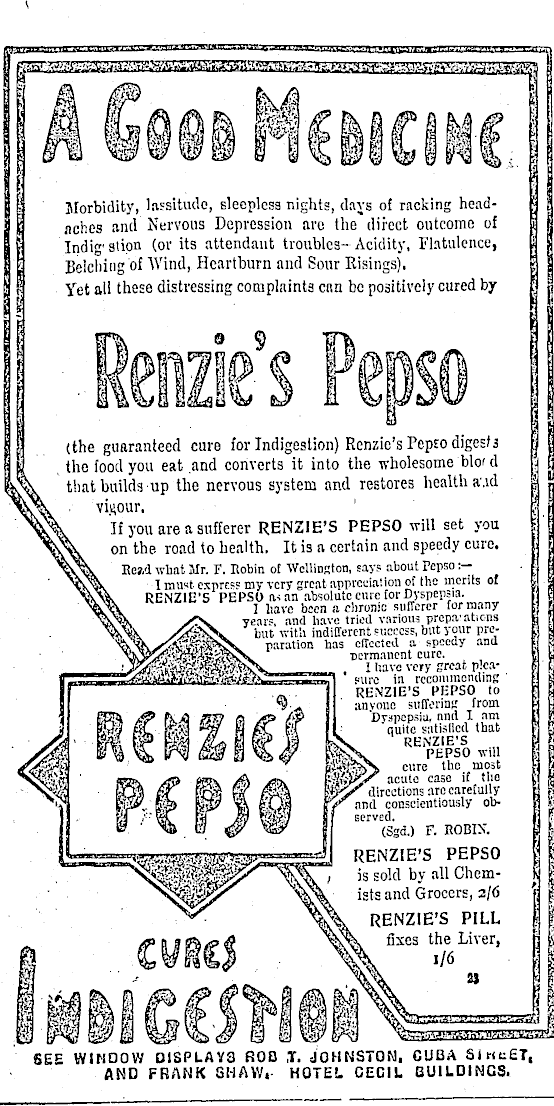 A GOOD MEDICINE
Morbidity, lassitude, sleepless nights, days of racking head-
aches and Nervous Depression are the direct outcome of
Indigestion (or its attendant troubles—Acidity, Flatulence,
Belching of Wind, Heartburn and Sour Risings).
Yet all these distressing complaints can be positively cured by
Renzie's Pepso
(the guaranteed cure for Indigestion) Renzie's Pepso digests
the food you eat and converts it into the wholesome blood
that builds up the nervous system and restores health and
vigour.
If you are a sufferer RENZIE'S PEPSO will set you
on the road to health. It is a certain and speedy cure.
Read what Mr. F. Robin of Wellington, says about Pepso:—
I must express my very great appreciation of the merits of
RENZIE'S PEPSO as an absolute cure for Dyspepsia.
I have been a chronic sufferer for many
years, and have tried various preparations
but with indifferent success, but your pre-
paration has effected a speedy and
permanent cure.
I have very great plea-
sure in recommending
RENZIE'S PEPSO to
anyone suffering from
Dyspepsia, and I am
quite satisfied that
RENZIE'S
PEPSO will
cure the most
acute case if the
directions are carefully
and conscientiously ob-
served.
(Sgd.) F. ROBIN.
RENZIE'S PEPSO
is sold by all Chem-
ists and Grocers, 2/6
RENZIE'S PILL
fixes the Liver,
1/6
23
RENZIE'S
PEPSO
CURES
INDIGESTION
SEE WINDOW DISPLAYS ROB T. JOHNSTON, CUBA STREET,
AND FRANK SHAW, HOTEL CECIL BUILDINGS.